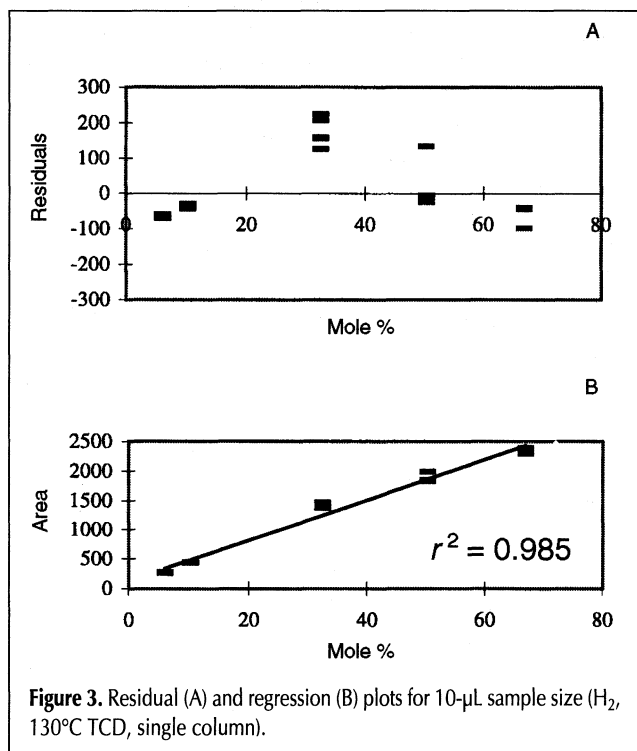 A
300
200
100
0
-100
-200
-300
Residuals
0 20 40 60 80
Mole %
B
2500
2000
1500
1000
500
0
Area
r² = 0.985
0 20 40 60 80
Mole %
Figure 3. Residual (A) and regression (B) plots for 10-µL sample size (H₂,
130°C TCD, single column).